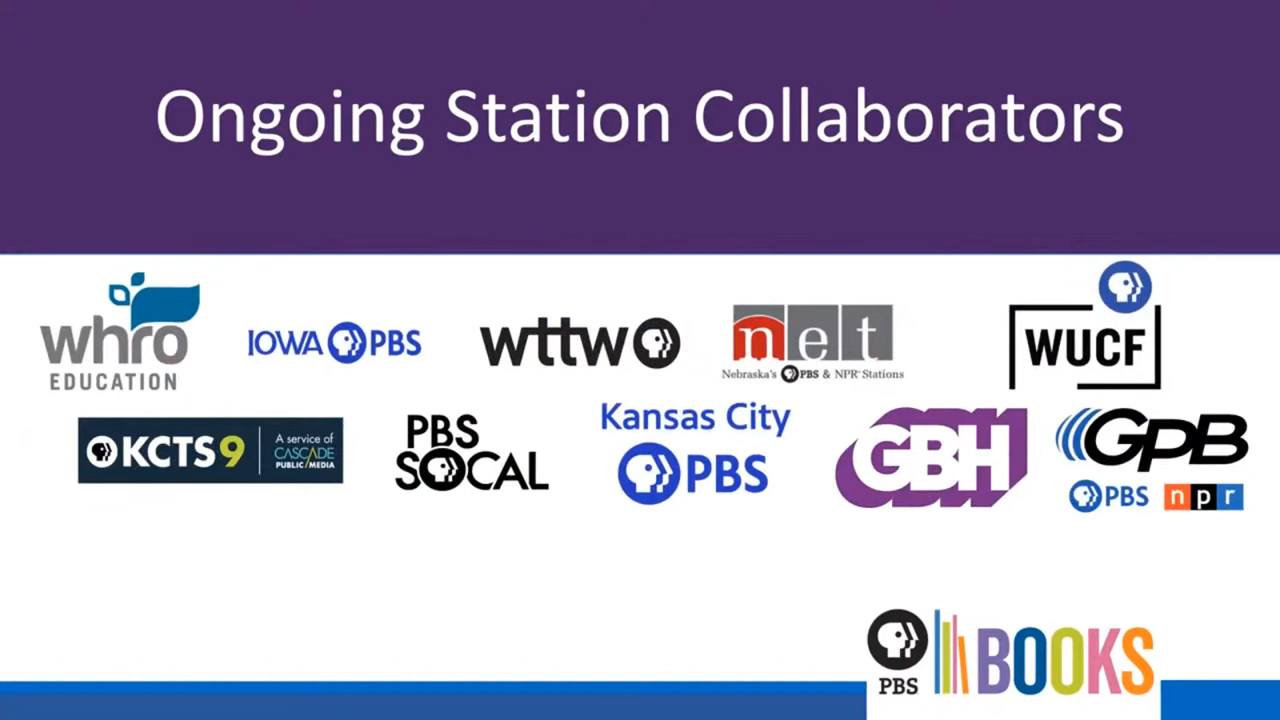 Ongoing Station Collaborators
whro
EDUCATION
IOWA PBS
wttw
net
Nebraska's PBS & NPR Stations
WUCF
KCTS9
A service of
CASCADE
PUBLIC/MEDIA
PBS
SOCAL
Kansas City
PBS
GBH
GPB
PBS npr
PBS
BOOKS